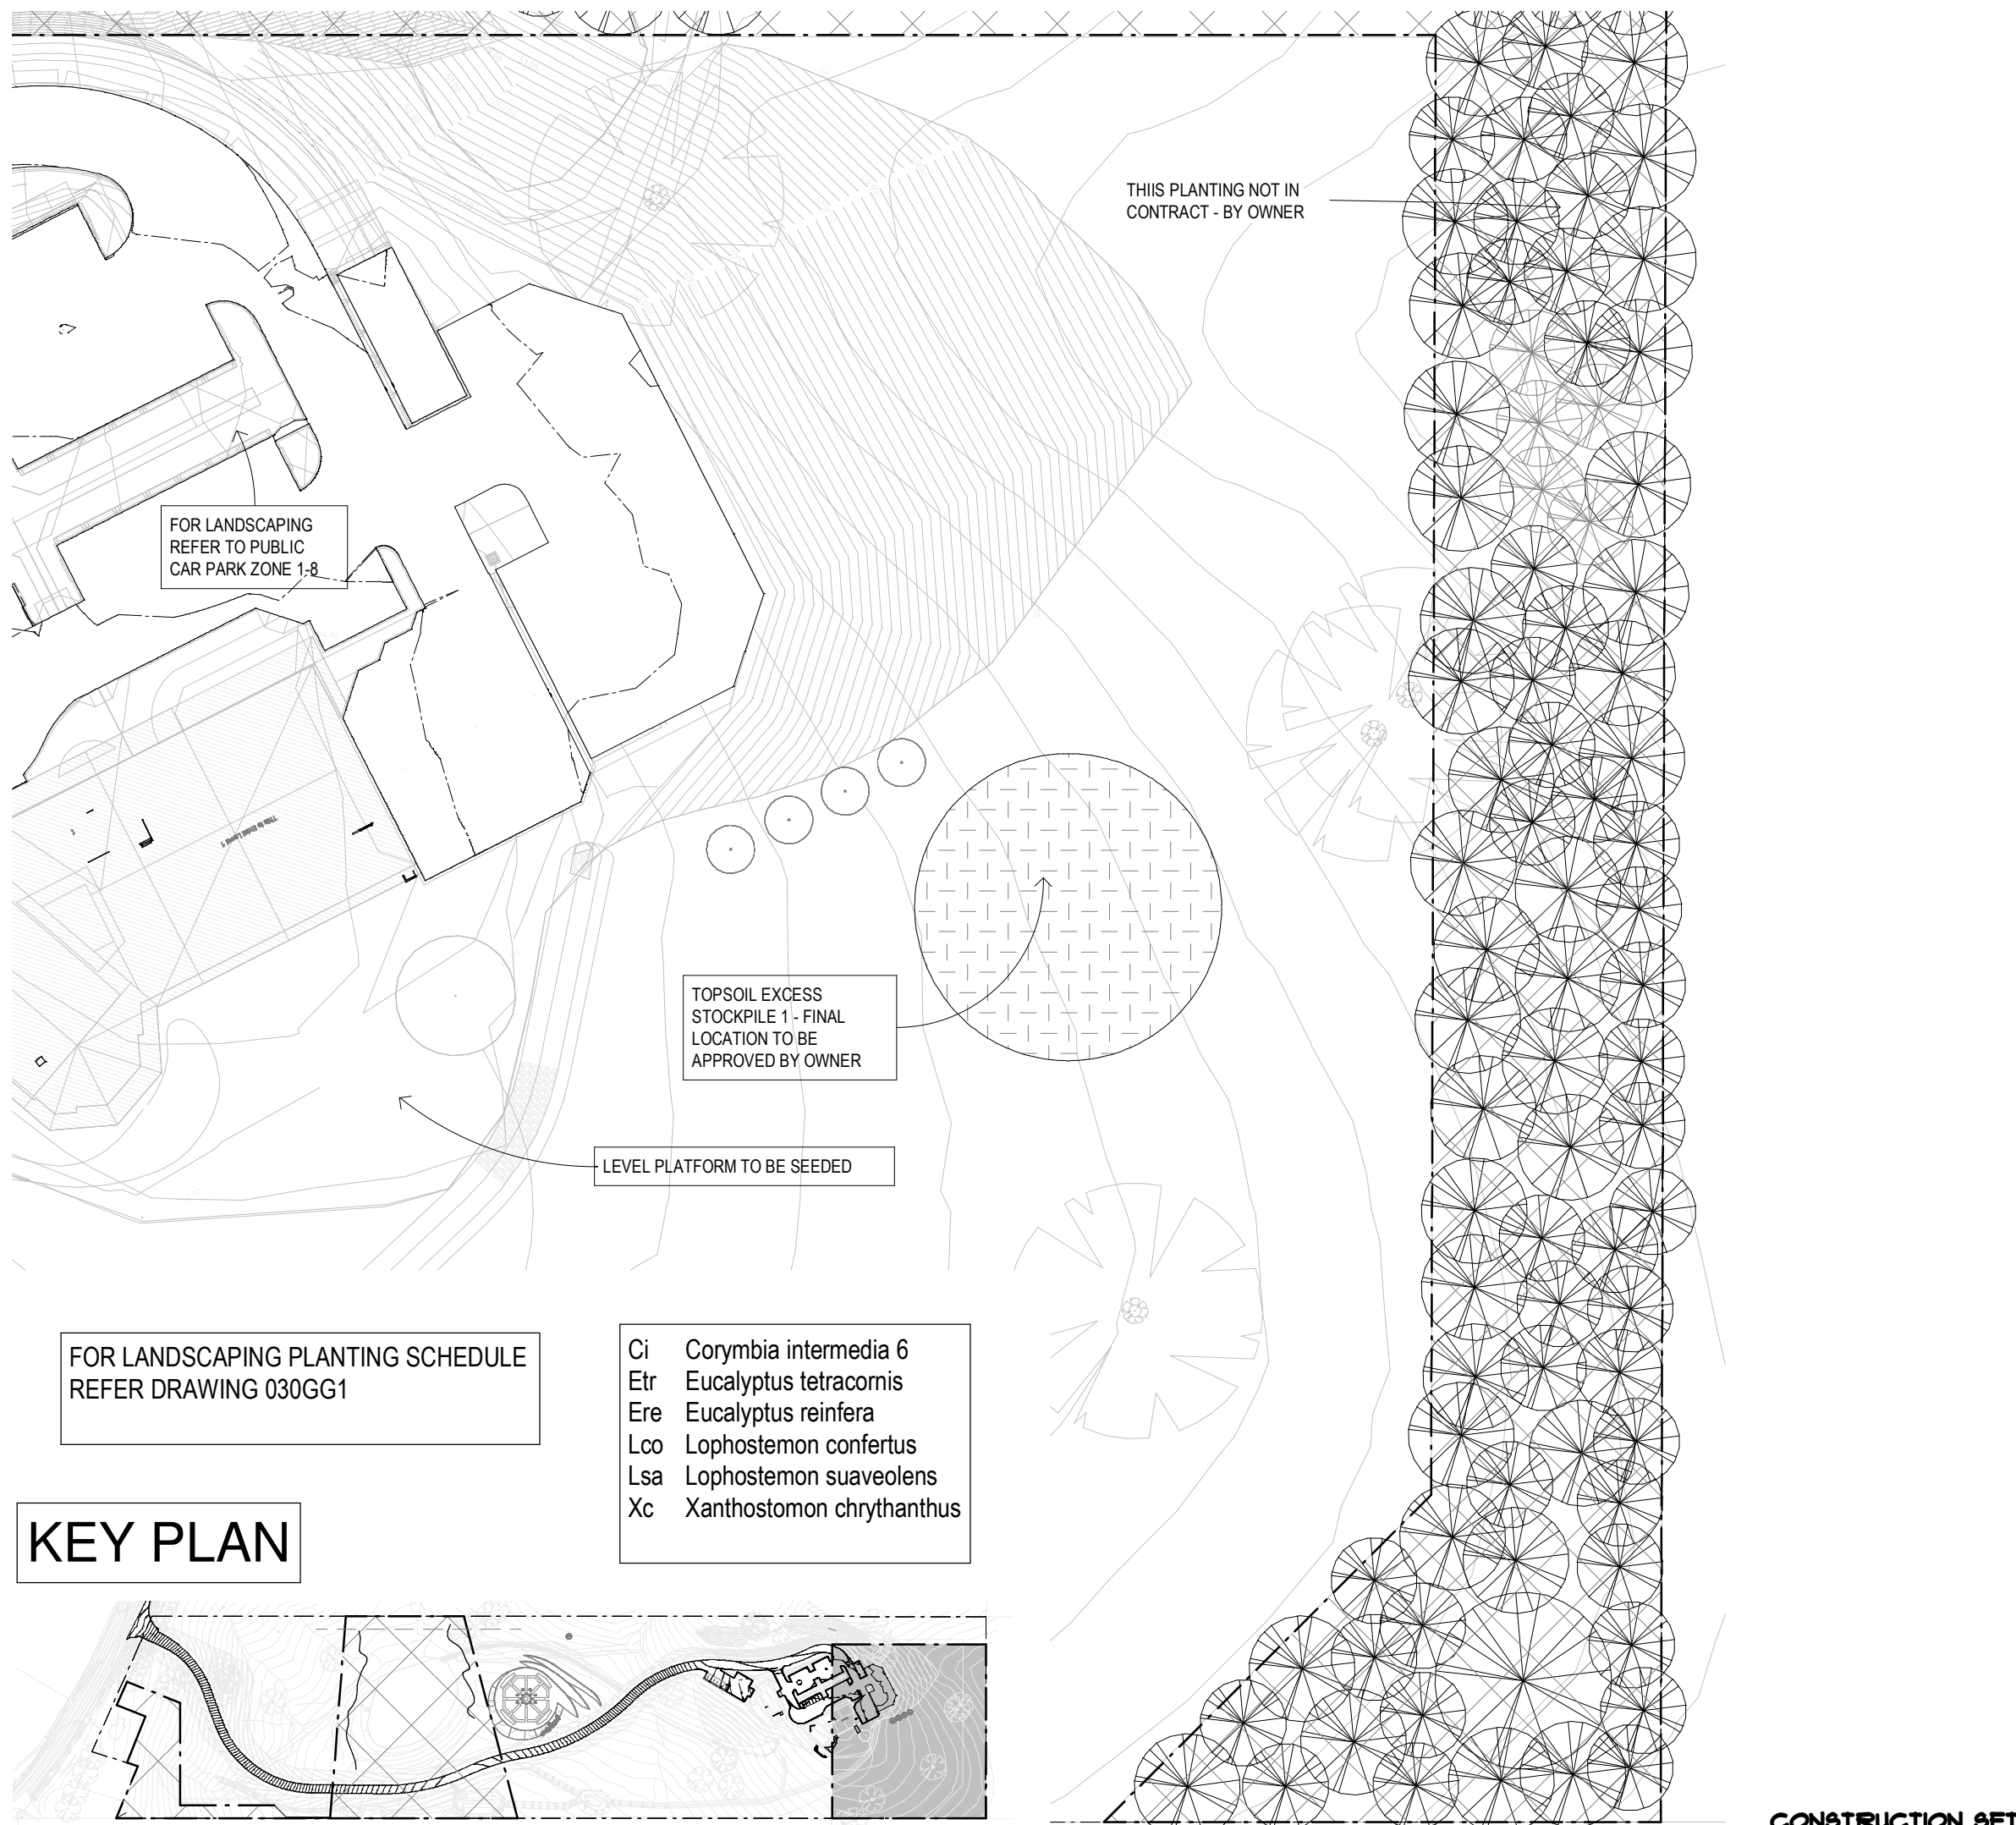 THIIS PLANTING NOT IN
CONTRACT - BY OWNER
FOR LANDSCAPING
REFER TO PUBLIC
CAR PARK ZONE 1-8
TOPSOIL EXCESS
STOCKPILE 1 - FINAL
LOCATION TO BE
APPROVED BY OWNER
LEVEL PLATFORM TO BE SEEDED
FOR LANDSCAPING PLANTING SCHEDULE
REFER DRAWING 030GG1
Ci Corymbia intermedia 6
Etr Eucalyptus tetracornis
Ere Eucalyptus reinfera
Lco Lophostemon confertus
Lsa Lophostemon suaveolens
Xc Xanthostomon chrythanthus
KEY PLAN
CONSTRUCTION SET